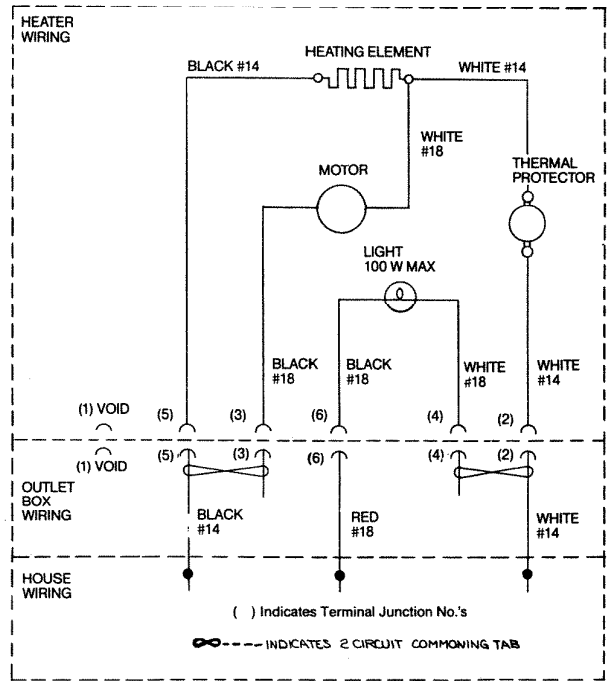 HEATER
WIRING
HEATING ELEMENT
BLACK #14
WHITE #14
WHITE
#18
MOTOR
THERMAL
PROTECTOR
LIGHT
100 W MAX
BLACK
#18
BLACK
#18
WHITE
#18
WHITE
#14
(1) VOID
(5)
(3)
(6)
(4)
(2)
(1) VOID
(5)
(3)
(6)
(4)
(2)
OUTLET
BOX
WIRING
BLACK
#14
RED
#18
WHITE
#14
HOUSE
WIRING
( ) Indicates Terminal Junction No.'s
---- INDICATES 2 CIRCUIT COMMONING TAB